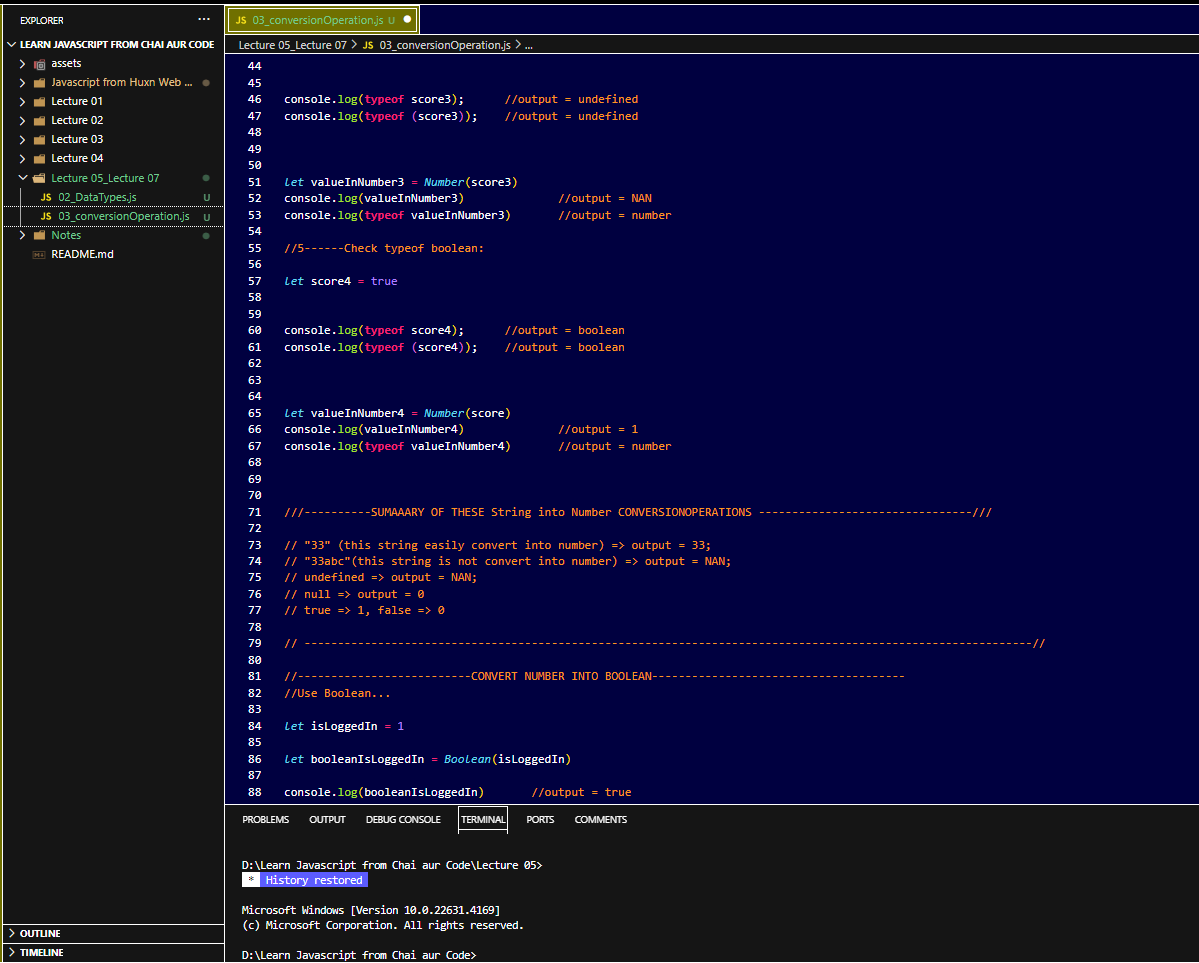 EXPLORER ...
LEARN JAVASCRIPT FROM CHAI AUR CODE
assets
Javascript from Huxn Web ...
Lecture 01
Lecture 02
Lecture 03
Lecture 04
Lecture 05_Lecture 07
JS 02_DataTypes.js U
JS 03_conversionOperation.js U
Notes
README.md
OUTLINE
TIMELINE
JS 03_conversionOperation.js U
Lecture 05_Lecture 07 > JS 03_conversionOperation.js > ...
44
45
46 console.log(typeof score3); //output = undefined
47 console.log(typeof (score3)); //output = undefined
48
49
50
51 let valueInNumber3 = Number(score3)
52 console.log(valueInNumber3) //output = NAN
53 console.log(typeof valueInNumber3) //output = number
54
55 //5------Check typeof boolean:
56
57 let score4 = true
58
59
60 console.log(typeof score4); //output = boolean
61 console.log(typeof (score4)); //output = boolean
62
63
64
65 let valueInNumber4 = Number(score)
66 console.log(valueInNumber4) //output = 1
67 console.log(typeof valueInNumber4) //output = number
68
69
70
71 ///----------SUMAAARY OF THESE String into Number CONVERSIONOPERATIONS --------------------------------///
72
73 // "33" (this string easily convert into number) => output = 33;
74 // "33abc"(this string is not convert into number) => output = NAN;
75 // undefined => output = NAN;
76 // null => output = 0
77 // true => 1, false => 0
78
79 // -------------------------------------------------------------------------------------------------------------//
80
81 //--------------------------CONVERT NUMBER INTO BOOLEAN--------------------------------------
82 //Use Boolean...
83
84 let isLoggedIn = 1
85
86 let booleanIsLoggedIn = Boolean(isLoggedIn)
87
88 console.log(booleanIsLoggedIn) //output = true
PROBLEMS OUTPUT DEBUG CONSOLE TERMINAL PORTS COMMENTS
D:\Learn Javascript from Chai aur Code\Lecture 05>
* History restored
Microsoft Windows [Version 10.0.22631.4169]
(c) Microsoft Corporation. All rights reserved.
D:\Learn Javascript from Chai aur Code>